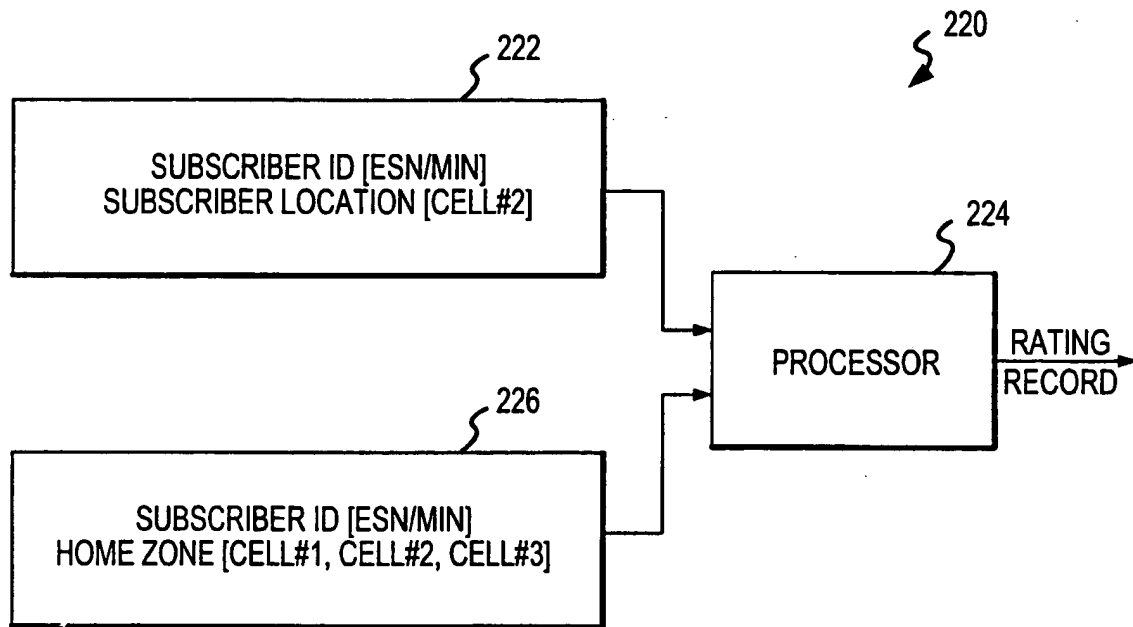 220
222
SUBSCRIBER ID [ESN/MIN]
SUBSCRIBER LOCATION [CELL#2]
224
PROCESSOR
RATING
RECORD
226
SUBSCRIBER ID [ESN/MIN]
HOME ZONE [CELL#1, CELL#2, CELL#3]